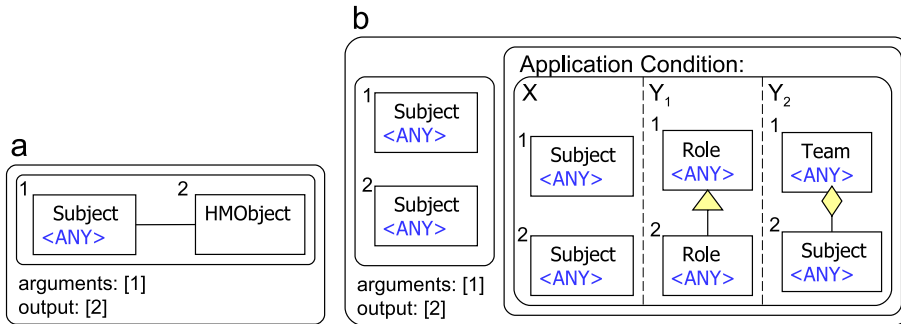 a
1
Subject
<ANY>
2
HMObject
arguments: [1]
output: [2]
b
1
Subject
<ANY>
2
Subject
<ANY>
arguments: [1]
output: [2]
Application Condition:
X
1
Subject
<ANY>
2
Subject
<ANY>
Y1
1
Role
<ANY>
2
Role
<ANY>
Y2
1
Team
<ANY>
2
Subject
<ANY>